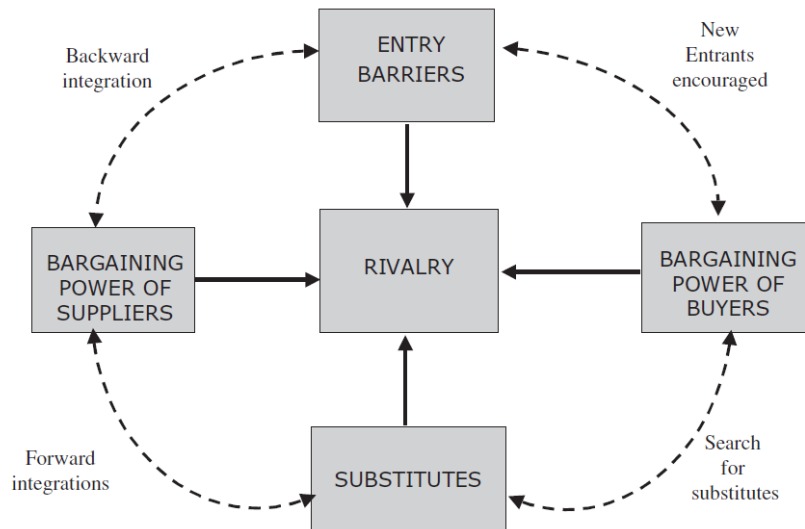 Backward
integration
ENTRY
BARRIERS
New
Entrants
encouraged
BARGAINING
POWER OF
SUPPLIERS
RIVALRY
BARGAINING
POWER OF
BUYERS
Forward
integrations
SUBSTITUTES
Search
for
substitutes